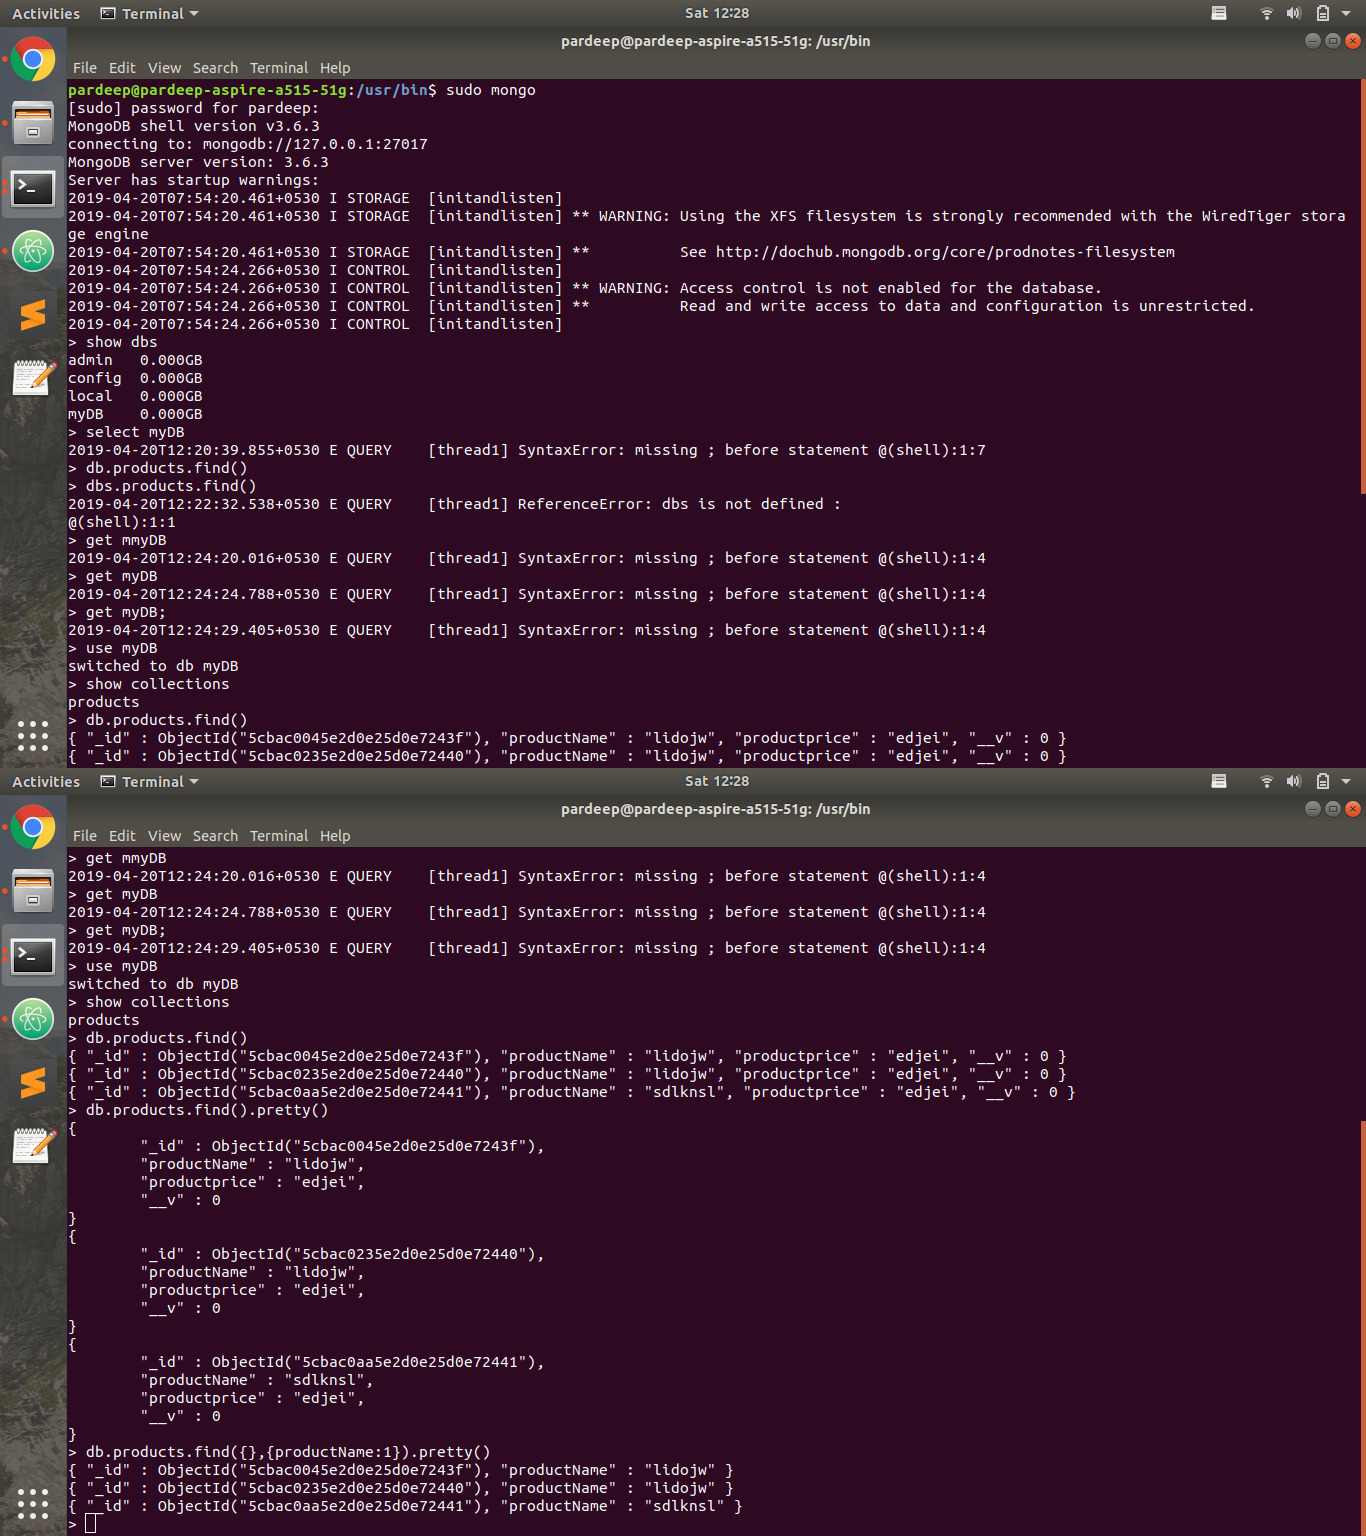 Activities Terminal Sat 12:28
pardeep@pardeep-aspire-a515-51g: /usr/bin
File Edit View Search Terminal Help
pardeep@pardeep-aspire-a515-51g:/usr/bin$ sudo mongo
[sudo] password for pardeep:
MongoDB shell version v3.6.3
connecting to: mongodb://127.0.0.1:27017
MongoDB server version: 3.6.3
Server has startup warnings:
2019-04-20T07:54:20.461+0530 I STORAGE  [initandlisten]
2019-04-20T07:54:20.461+0530 I STORAGE  [initandlisten] ** WARNING: Using the XFS filesystem is strongly recommended with the WiredTiger stora
ge engine
2019-04-20T07:54:20.461+0530 I STORAGE  [initandlisten] **          See http://dochub.mongodb.org/core/prodnotes-filesystem
2019-04-20T07:54:24.266+0530 I CONTROL  [initandlisten]
2019-04-20T07:54:24.266+0530 I CONTROL  [initandlisten] ** WARNING: Access control is not enabled for the database.
2019-04-20T07:54:24.266+0530 I CONTROL  [initandlisten] **          Read and write access to data and configuration is unrestricted.
2019-04-20T07:54:24.266+0530 I CONTROL  [initandlisten]
> show dbs
admin   0.000GB
config  0.000GB
local   0.000GB
myDB    0.000GB
> select myDB
2019-04-20T12:20:39.855+0530 E QUERY    [thread1] SyntaxError: missing ; before statement @(shell):1:7
> db.products.find()
> dbs.products.find()
2019-04-20T12:22:32.538+0530 E QUERY    [thread1] ReferenceError: dbs is not defined :
@(shell):1:1
> get mmyDB
2019-04-20T12:24:20.016+0530 E QUERY    [thread1] SyntaxError: missing ; before statement @(shell):1:4
> get myDB
2019-04-20T12:24:24.788+0530 E QUERY    [thread1] SyntaxError: missing ; before statement @(shell):1:4
> get myDB;
2019-04-20T12:24:29.405+0530 E QUERY    [thread1] SyntaxError: missing ; before statement @(shell):1:4
> use myDB
switched to db myDB
> show collections
products
> db.products.find()
{ "_id" : ObjectId("5cbac0045e2d0e25d0e7243f"), "productName" : "lidojw", "productprice" : "edjei", "__v" : 0 }
{ "_id" : ObjectId("5cbac0235e2d0e25d0e72440"), "productName" : "lidojw", "productprice" : "edjei", "__v" : 0 }
Activities Terminal Sat 12:28
pardeep@pardeep-aspire-a515-51g: /usr/bin
File Edit View Search Terminal Help
> get mmyDB
2019-04-20T12:24:20.016+0530 E QUERY    [thread1] SyntaxError: missing ; before statement @(shell):1:4
> get myDB
2019-04-20T12:24:24.788+0530 E QUERY    [thread1] SyntaxError: missing ; before statement @(shell):1:4
> get myDB;
2019-04-20T12:24:29.405+0530 E QUERY    [thread1] SyntaxError: missing ; before statement @(shell):1:4
> use myDB
switched to db myDB
> show collections
products
> db.products.find()
{ "_id" : ObjectId("5cbac0045e2d0e25d0e7243f"), "productName" : "lidojw", "productprice" : "edjei", "__v" : 0 }
{ "_id" : ObjectId("5cbac0235e2d0e25d0e72440"), "productName" : "lidojw", "productprice" : "edjei", "__v" : 0 }
{ "_id" : ObjectId("5cbac0aa5e2d0e25d0e72441"), "productName" : "sdlknsl", "productprice" : "edjei", "__v" : 0 }
> db.products.find().pretty()
{
        "_id" : ObjectId("5cbac0045e2d0e25d0e7243f"),
        "productName" : "lidojw",
        "productprice" : "edjei",
        "__v" : 0
}
{
        "_id" : ObjectId("5cbac0235e2d0e25d0e72440"),
        "productName" : "lidojw",
        "productprice" : "edjei",
        "__v" : 0
}
{
        "_id" : ObjectId("5cbac0aa5e2d0e25d0e72441"),
        "productName" : "sdlknsl",
        "productprice" : "edjei",
        "__v" : 0
}
> db.products.find({},{productName:1}).pretty()
{ "_id" : ObjectId("5cbac0045e2d0e25d0e7243f"), "productName" : "lidojw" }
{ "_id" : ObjectId("5cbac0235e2d0e25d0e72440"), "productName" : "lidojw" }
{ "_id" : ObjectId("5cbac0aa5e2d0e25d0e72441"), "productName" : "sdlknsl" }
>